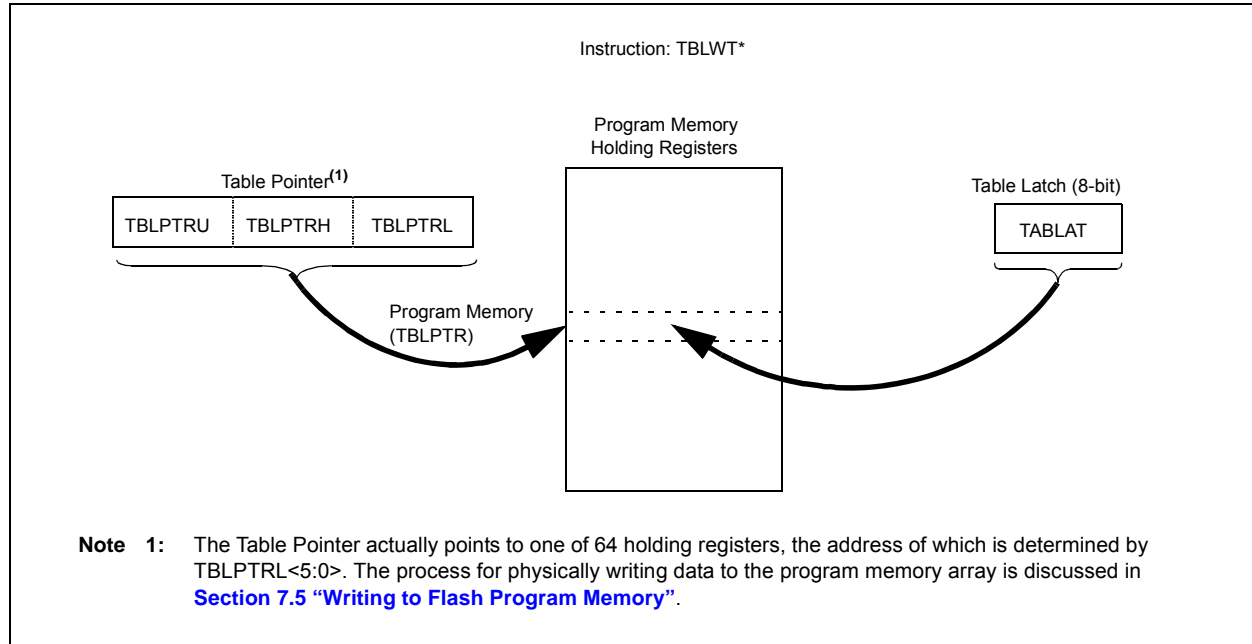 Instruction: TBLWT*
Program Memory
Holding Registers
Table Pointer(1)
Table Latch (8-bit)
TBLPTRU TBLPTRH TBLPTRL
TABLAT
Program Memory
(TBLPTR)
Note 1: The Table Pointer actually points to one of 64 holding registers, the address of which is determined by
TBLPTRL<5:0>. The process for physically writing data to the program memory array is discussed in
Section 7.5 “Writing to Flash Program Memory”.